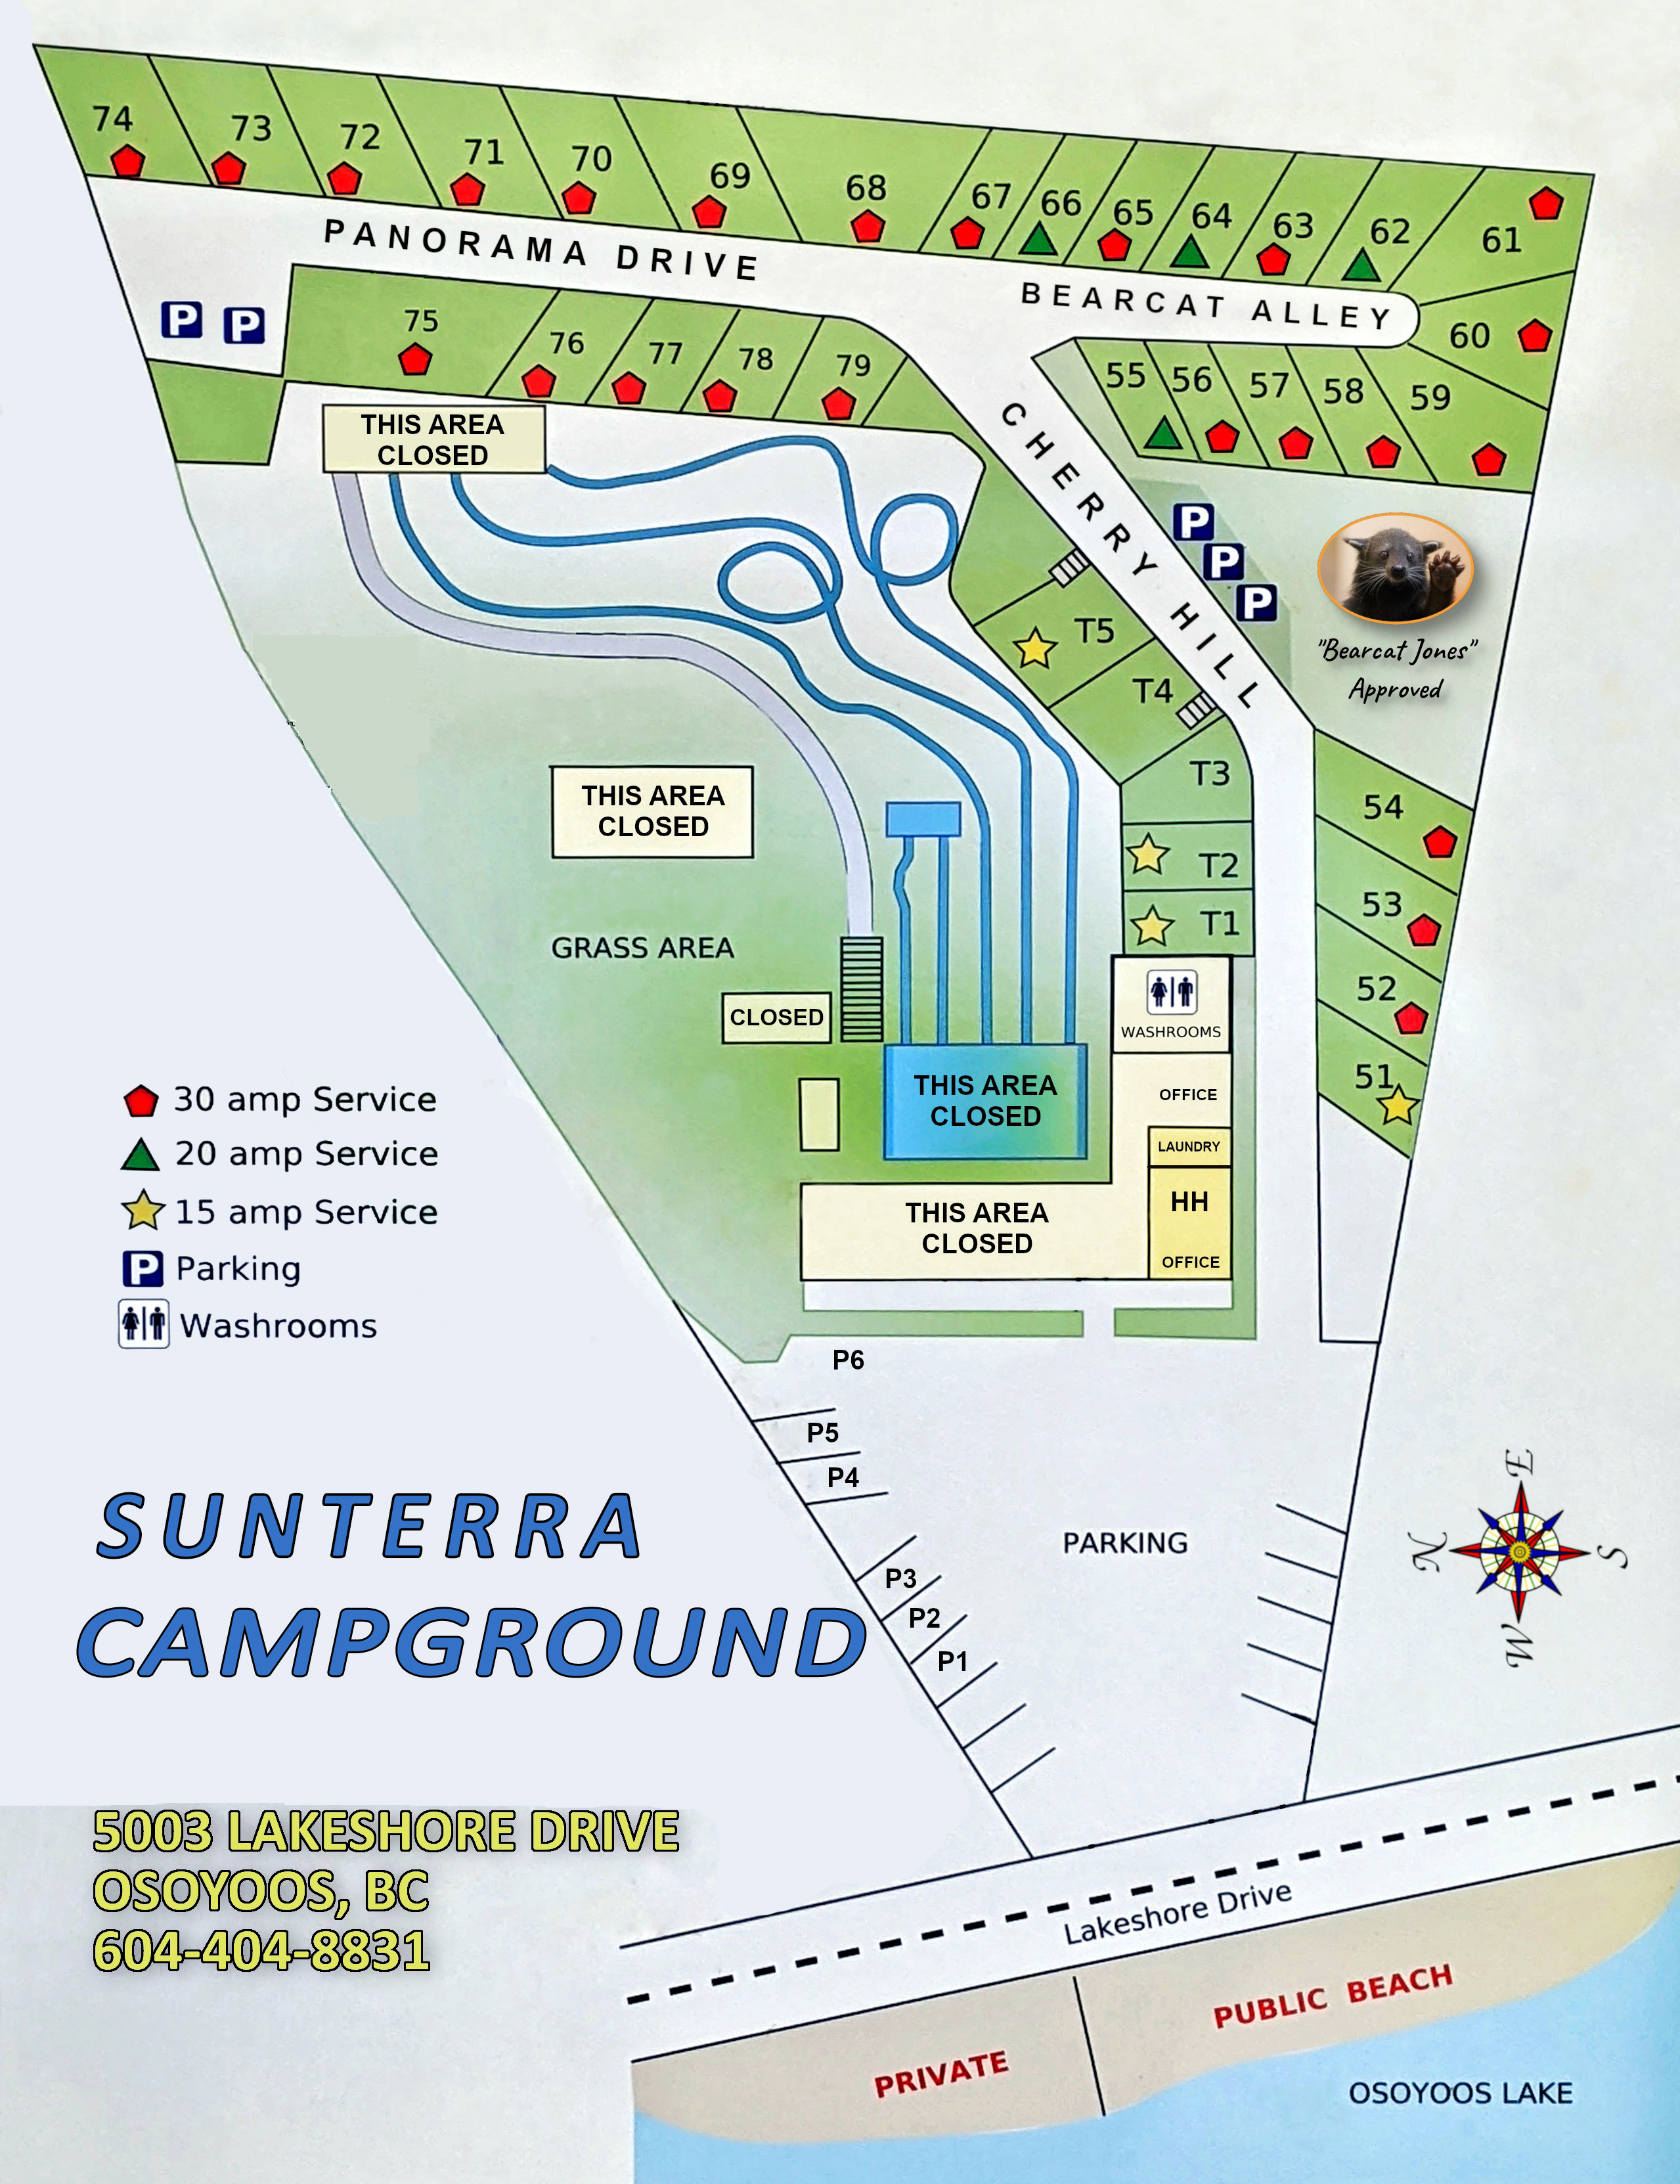 74
73
72
71
70
69
68
67
66
65
64
63
62
61
60
PANORAMA DRIVE
BEARCAT ALLEY
P P
75
76
77
78
79
55
56
57
58
59
CHERRY HILL
THIS AREA
CLOSED
P
P
P
"Bearcat Jones"
Approved
T5
T4
T3
T2
T1
54
53
52
51
THIS AREA
CLOSED
GRASS AREA
CLOSED
WASHROOMS
OFFICE
LAUNDRY
HH
OFFICE
THIS AREA
CLOSED
THIS AREA
CLOSED
30 amp Service
20 amp Service
15 amp Service
P Parking
Washrooms
P6
P5
P4
P3
P2
P1
PARKING
E
N
S
W
SUNTERRA
CAMPGROUND
5003 LAKESHORE DRIVE
OSOYOOS, BC
604-404-8831
Lakeshore Drive
PRIVATE
PUBLIC BEACH
OSOYOOS LAKE